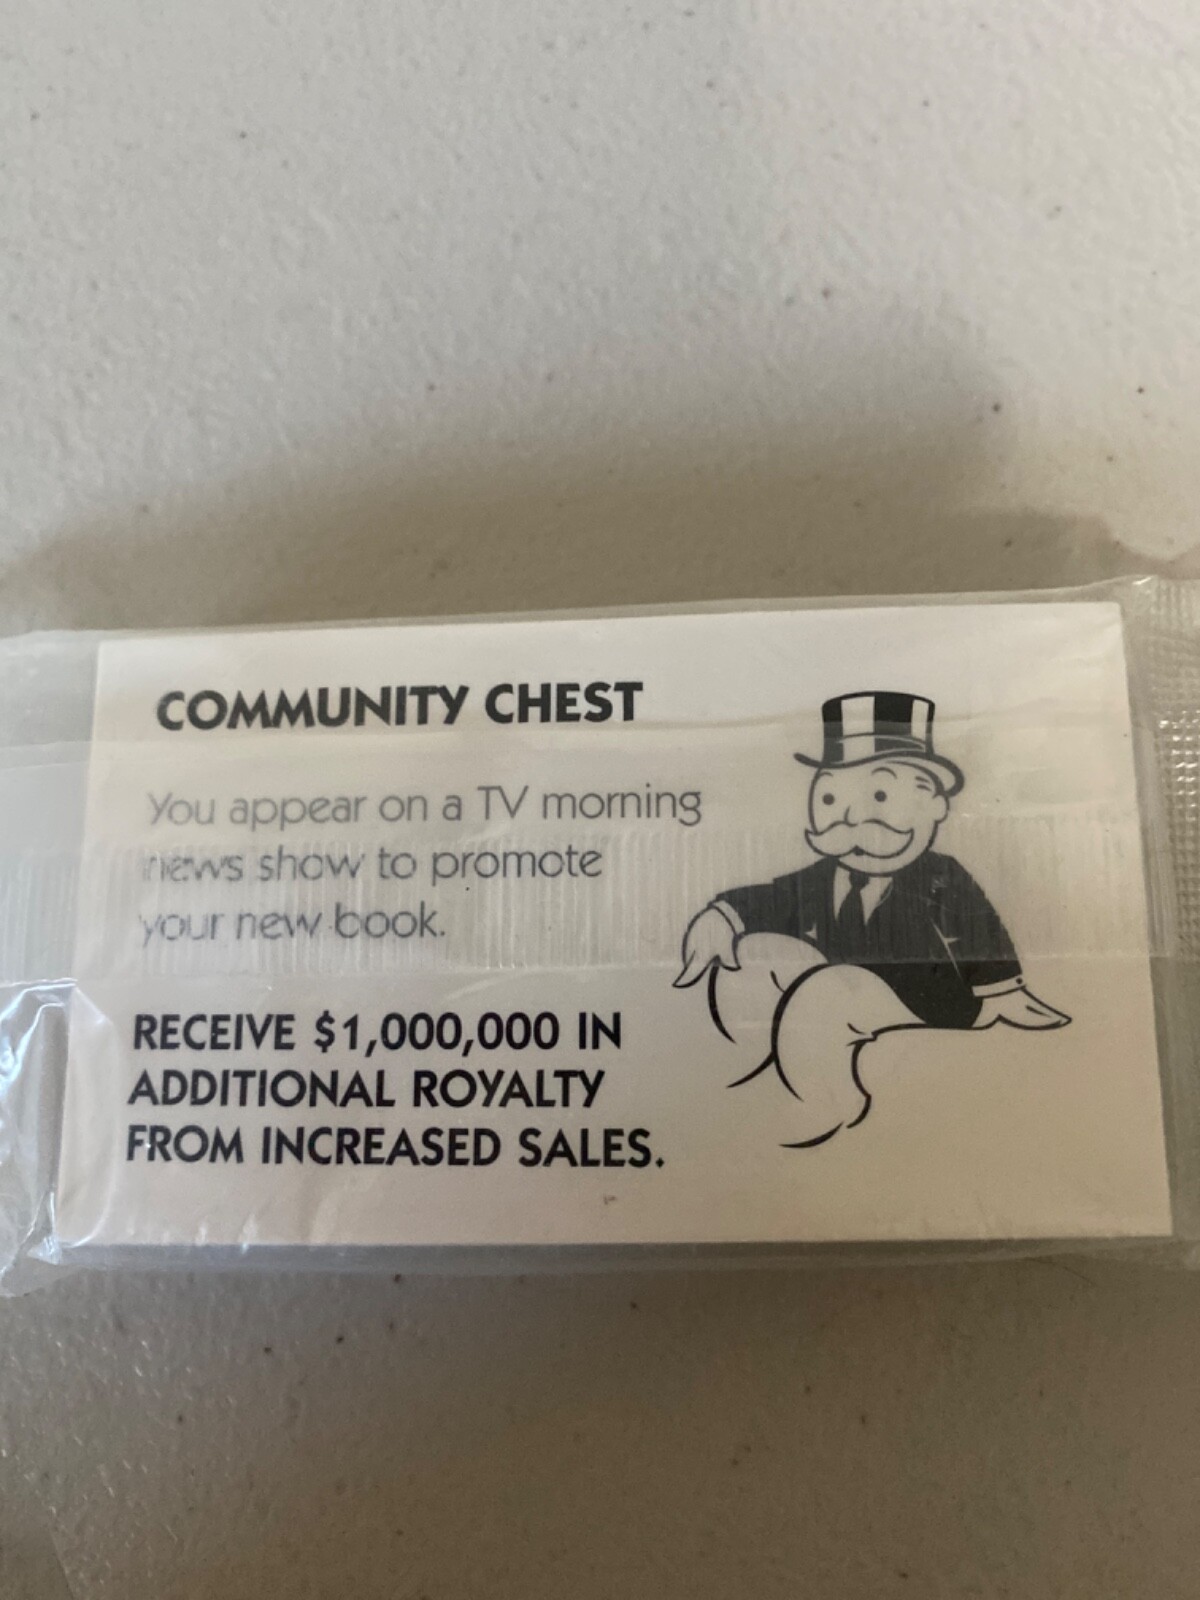 COMMUNITY CHEST
You appear on a TV morning
news show to promote
your new book.
RECEIVE $1,000,000 IN
ADDITIONAL ROYALTY
FROM INCREASED SALES.